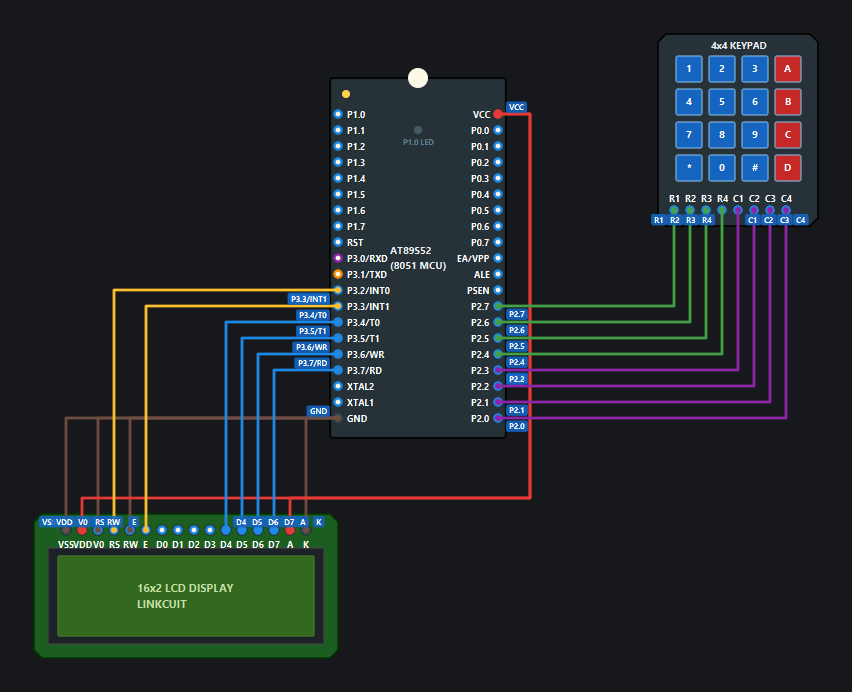 4x4 KEYPAD
1 2 3 A
4 5 6 B
7 8 9 C
* 0 # D
R1 R2 R3 R4 C1 C2 C3 C4
R1 R2 R3 R4 C1 C2 C3 C4
P1.0 VCC VCC
P1.1 P0.0
P1.0 LED
P1.2 P0.1
P1.3 P0.2
P1.4 P0.3
P1.5 P0.4
P1.6 P0.5
P1.7 P0.6
RST P0.7
AT89S52
P3.0/RXD EA/VPP
(8051 MCU)
P3.1/TXD ALE
P3.2/INT0 PSEN
P3.3/INT1
P3.3/INT1 P2.7
P2.7
P3.4/T0
P3.4/T0 P2.6
P2.6
P3.5/T1
P3.5/T1 P2.5
P2.5
P3.6/WR
P3.6/WR P2.4
P2.4
P3.7/RD
P3.7/RD P2.3
P2.2
XTAL2 P2.2
XTAL1 P2.1
GND P2.1
GND P2.0
P2.0
VS VDD V0 RS RW E D4 D5 D6 D7 A K
VSS VDD V0 RS RW E D0 D1 D2 D3 D4 D5 D6 D7 A K
16x2 LCD DISPLAY
LINKCUIT